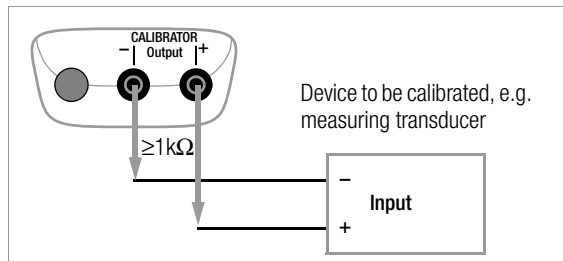 CALIBRATOR
– Output +
Device to be calibrated, e.g.
measuring transducer
≥1kΩ
–
Input
+